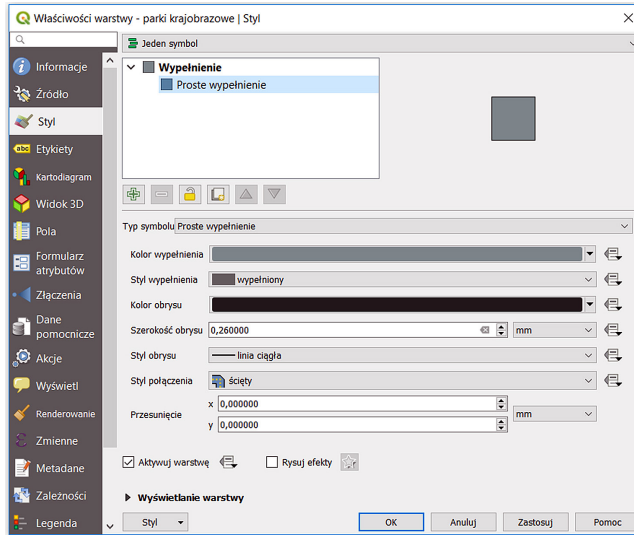 Właściwości warstwy - parki krajobrazowe | Styl
Jeden symbol
Informacje
Źródło
Styl
abc Etykiety
Kartodiagram
Widok 3D
Pola
Formularz
atrybutów
Złączenia
Dane
pomocnicze
Akcje
Wyświetl
Renderowanie
Zmienne
Metadane
Zależności
Legenda
Wypełnienie
Proste wypełnienie
Typ symbolu Proste wypełnienie
Kolor wypełnienia
Styl wypełnienia wypełniony
Kolor obrysu
Szerokość obrysu 0,260000 mm
Styl obrysu linia ciągła
Styl połączenia ścięty
Przesunięcie x 0,000000 mm
y 0,000000
Aktywuj warstwę Rysuj efekty
Wyświetlanie warstwy
Styl OK Anuluj Zastosuj Pomoc